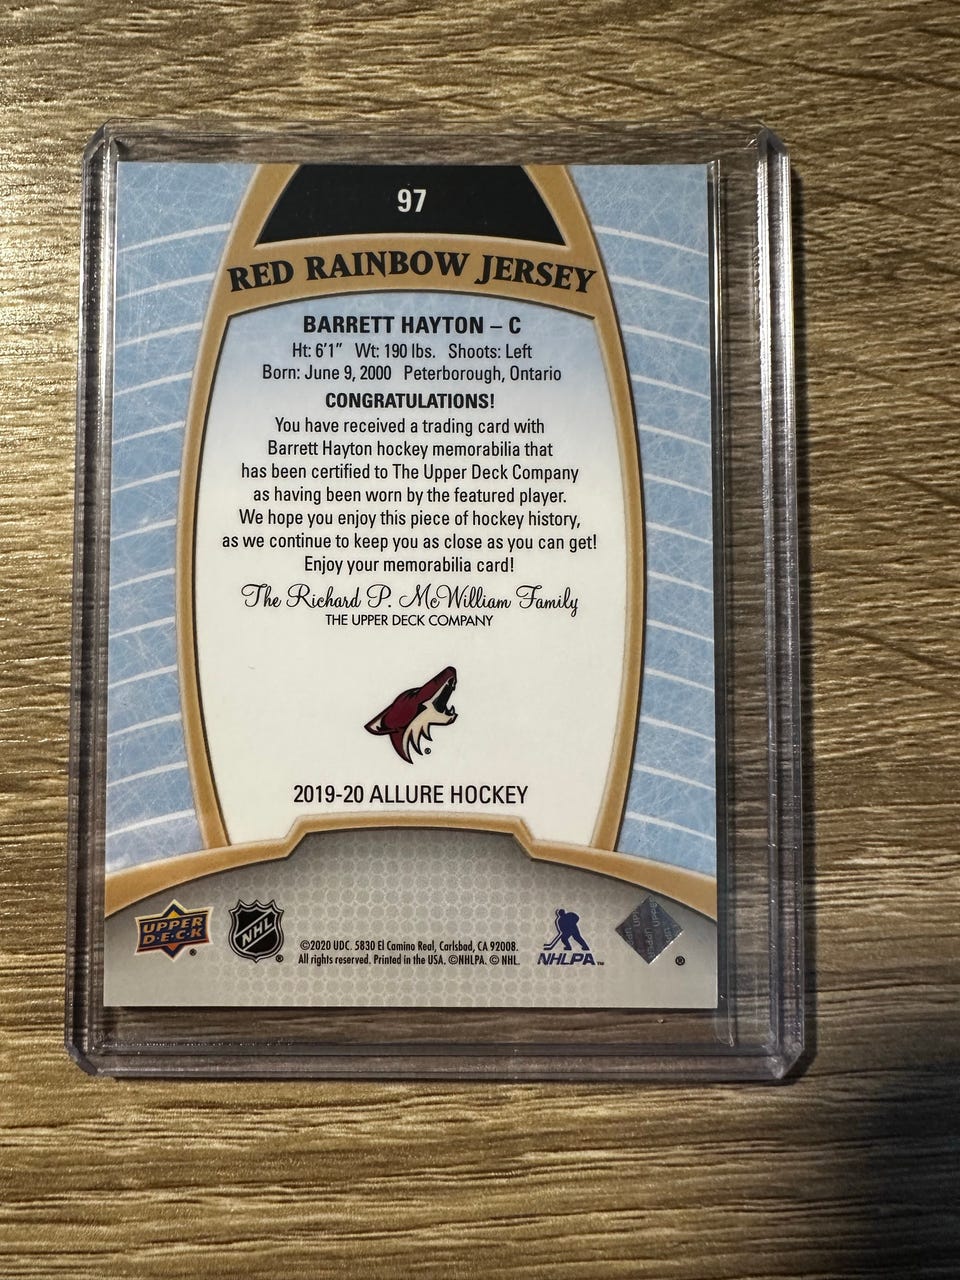 97
RED RAINBOW JERSEY
BARRETT HAYTON – C
Ht: 6'1" Wt: 190 lbs. Shoots: Left
Born: June 9, 2000 Peterborough, Ontario
CONGRATULATIONS!
You have received a trading card with
Barrett Hayton hockey memorabilia that
has been certified to The Upper Deck Company
as having been worn by the featured player.
We hope you enjoy this piece of hockey history,
as we continue to keep you as close as you can get!
Enjoy your memorabilia card!
The Richard P. McWilliam Family
THE UPPER DECK COMPANY
®
2019-20 ALLURE HOCKEY
UPPER
D·E·C·K
®
NHL
®
©2020 UDC. 5830 El Camino Real, Carlsbad, CA 92008.
All rights reserved. Printed in the USA. ©NHLPA. © NHL.
NHLPA™
®